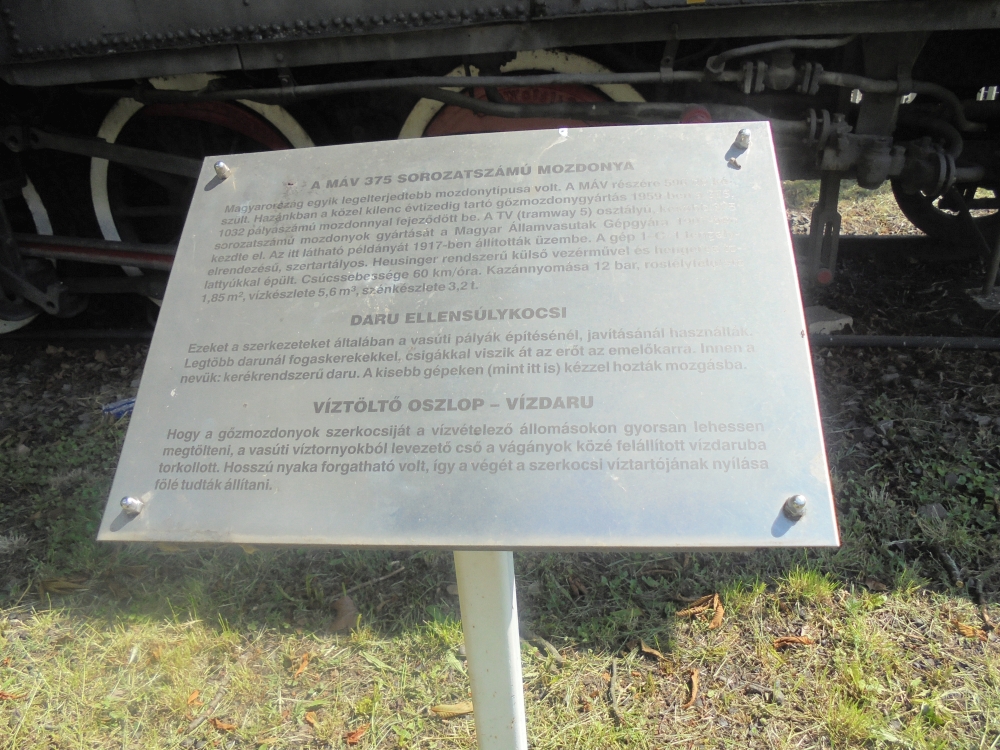 A MÁV 375 SOROZATSZÁMÚ MOZDONYA
Magyarország egyik legelterjedtebb mozdonytípusa volt. A MÁV részére
szült. Hazánkban a közel kilenc évtizedig tartó gőzmozdonygyártás 1959-
1032 pályaszámú mozdonnyal fejeződött be. A TV (tramway 5) osztályú,
sorozatszámú mozdonyok gyártását a Magyar Államvasutak Gépgyára
kezdte el. Az itt látható példányát 1917-ben állították üzembe. A gép
elrendezésű, szertartályos, Heusinger rendszerű külső vezérművel és
lattyúkkal épült. Csúcssebessége 60 km/óra. Kazánnyomása 12 bar,
1,85 m², vízkészlete 5,6 m³, szénkészlete 3,2 t.
DARU ELLENSÚLYKOCSI
Ezeket a szerkezeteket általában a vasúti pályák építésénél, javításánál használták.
Legtöbb darunál fogaskerekekkel, csigákkal viszik át az erőt az emelőkarra. Innen a
nevük: kerékrendszerű daru. A kisebb gépeken (mint itt is) kézzel hozták mozgásba.
VÍZTÖLTŐ OSZLOP – VÍZDARU
Hogy a gőzmozdonyok szerkocsiját a vízvételező állomásokon gyorsan lehessen
megtölteni, a vasúti víztornyokból levezető cső a vágányok közé felállított vízdaruba
torkollott. Hosszú nyaka forgatható volt, így a végét a szerkocsi víztartójának nyílása
fölé tudták állítani.